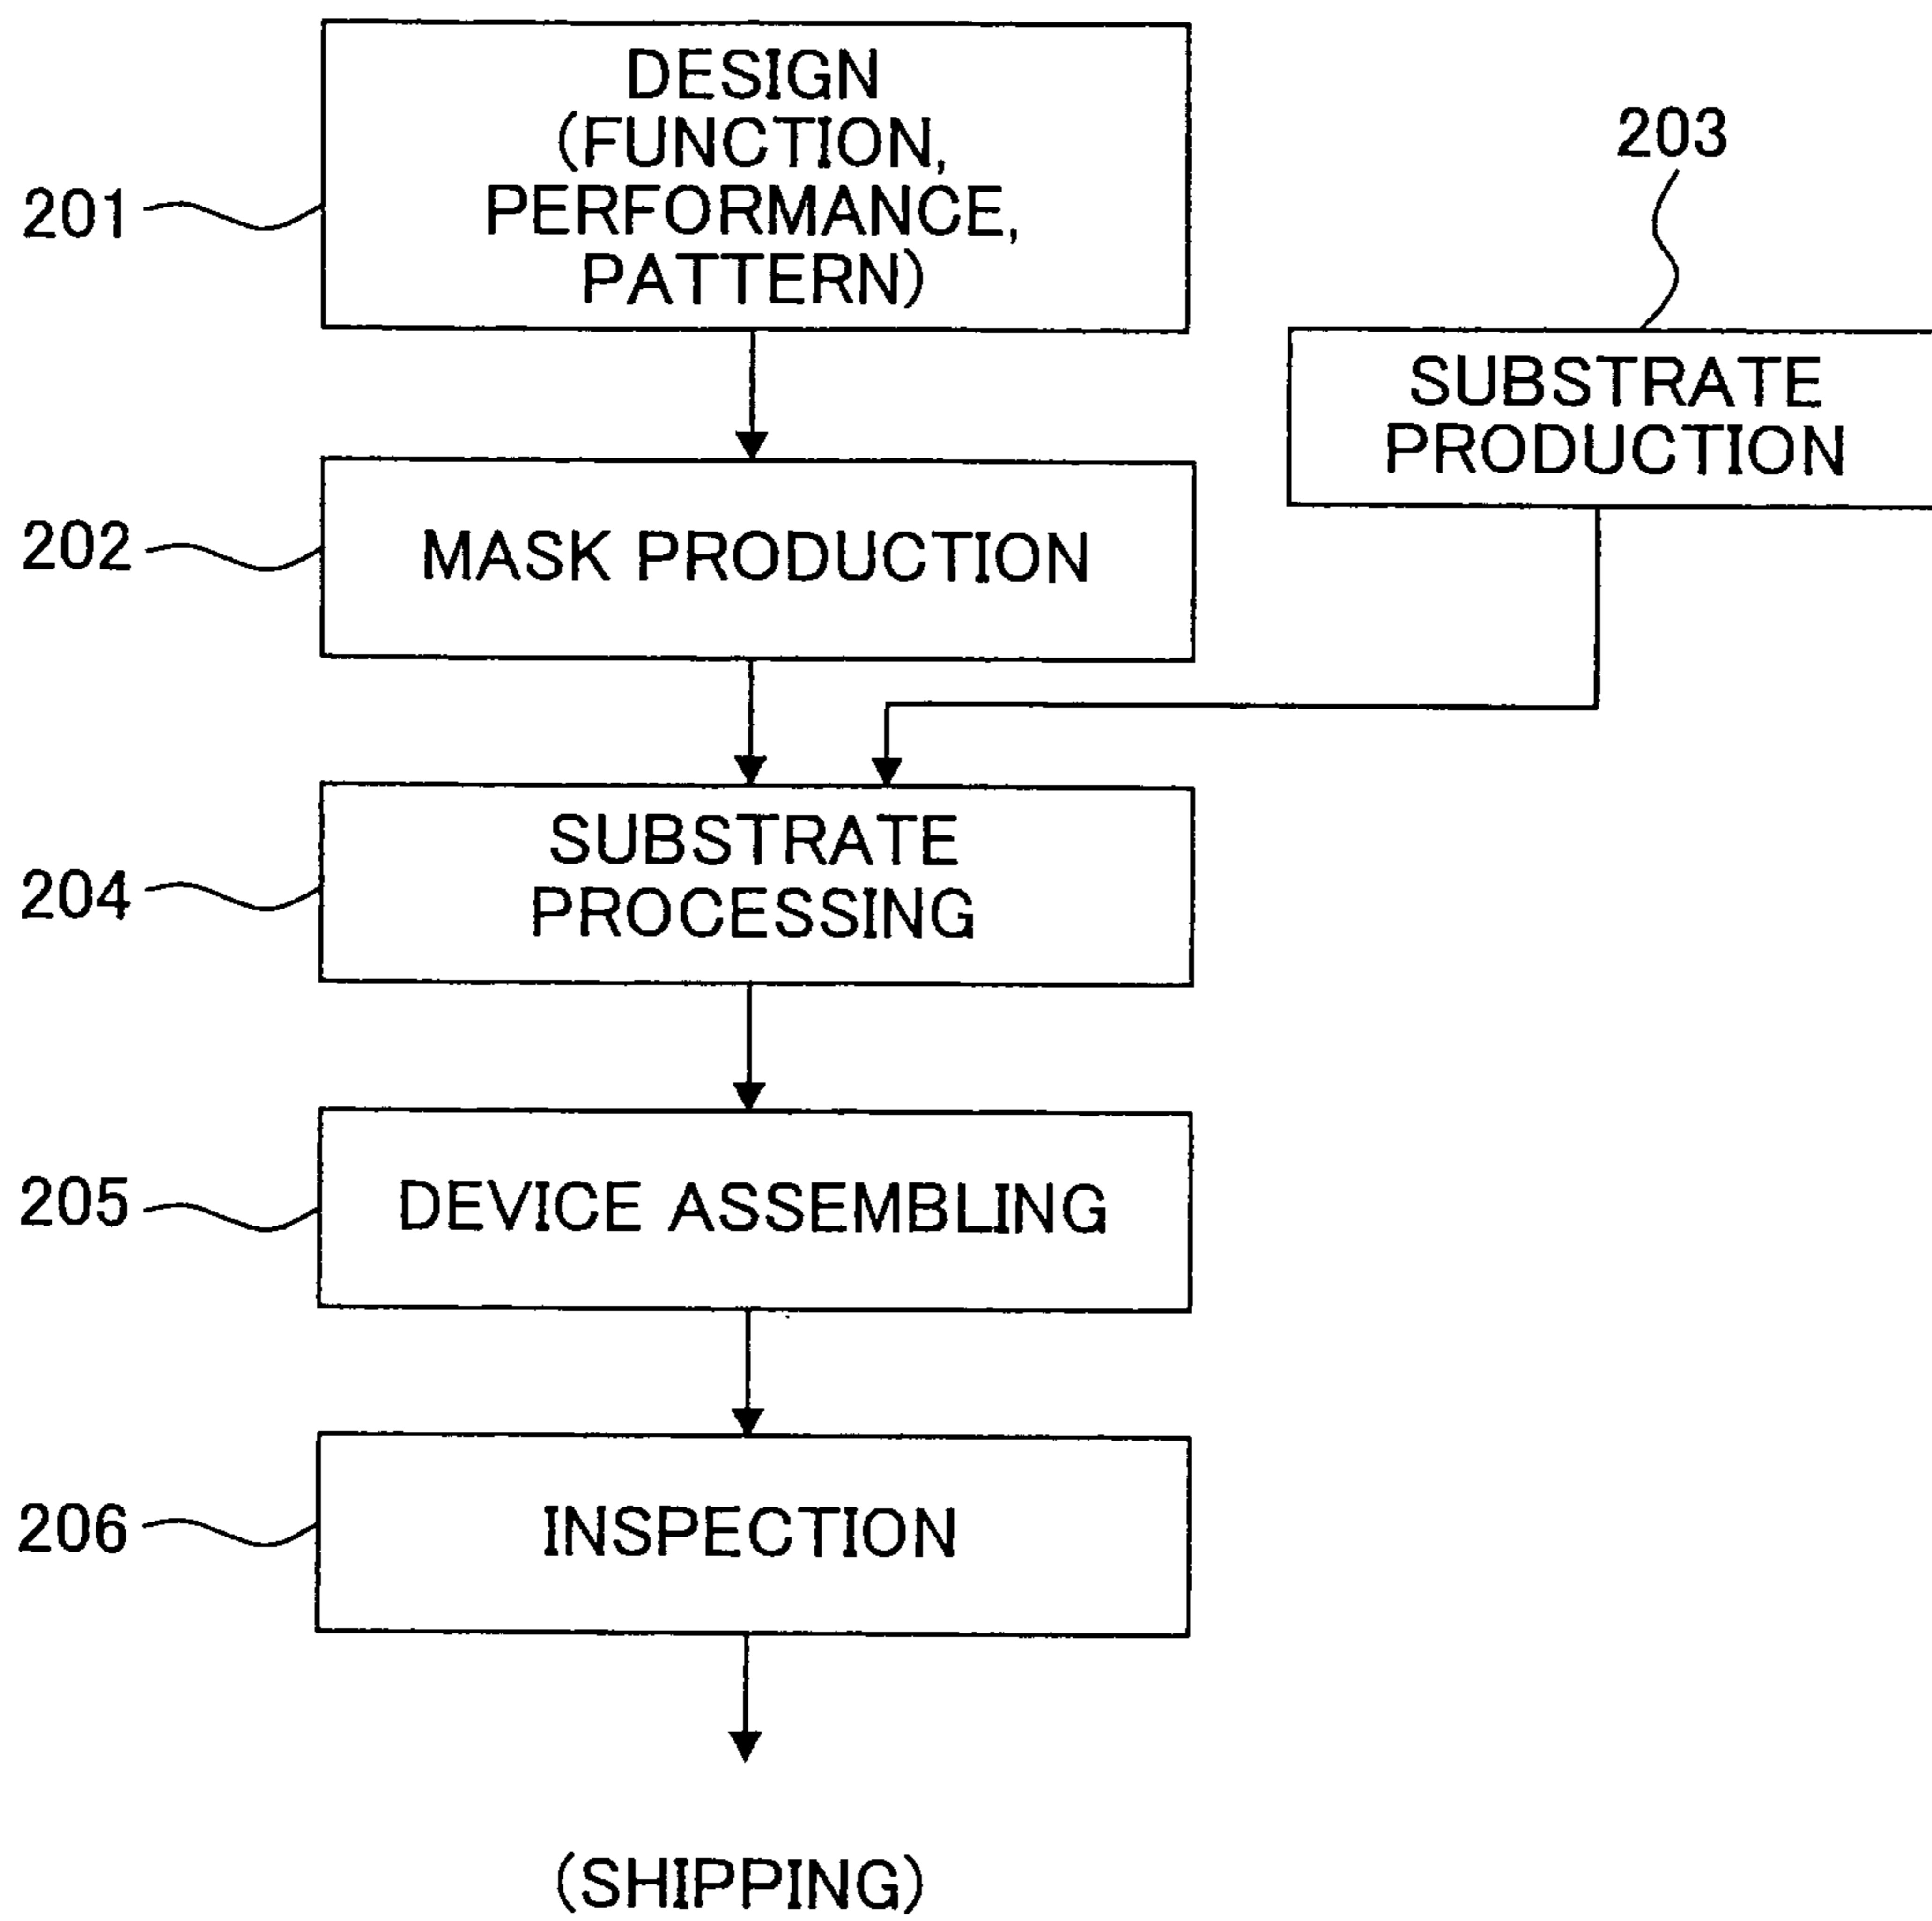 201
DESIGN
(FUNCTION,
PERFORMANCE,
PATTERN)
203
SUBSTRATE
PRODUCTION
202
MASK PRODUCTION
204
SUBSTRATE
PROCESSING
205
DEVICE ASSEMBLING
206
INSPECTION
(SHIPPING)